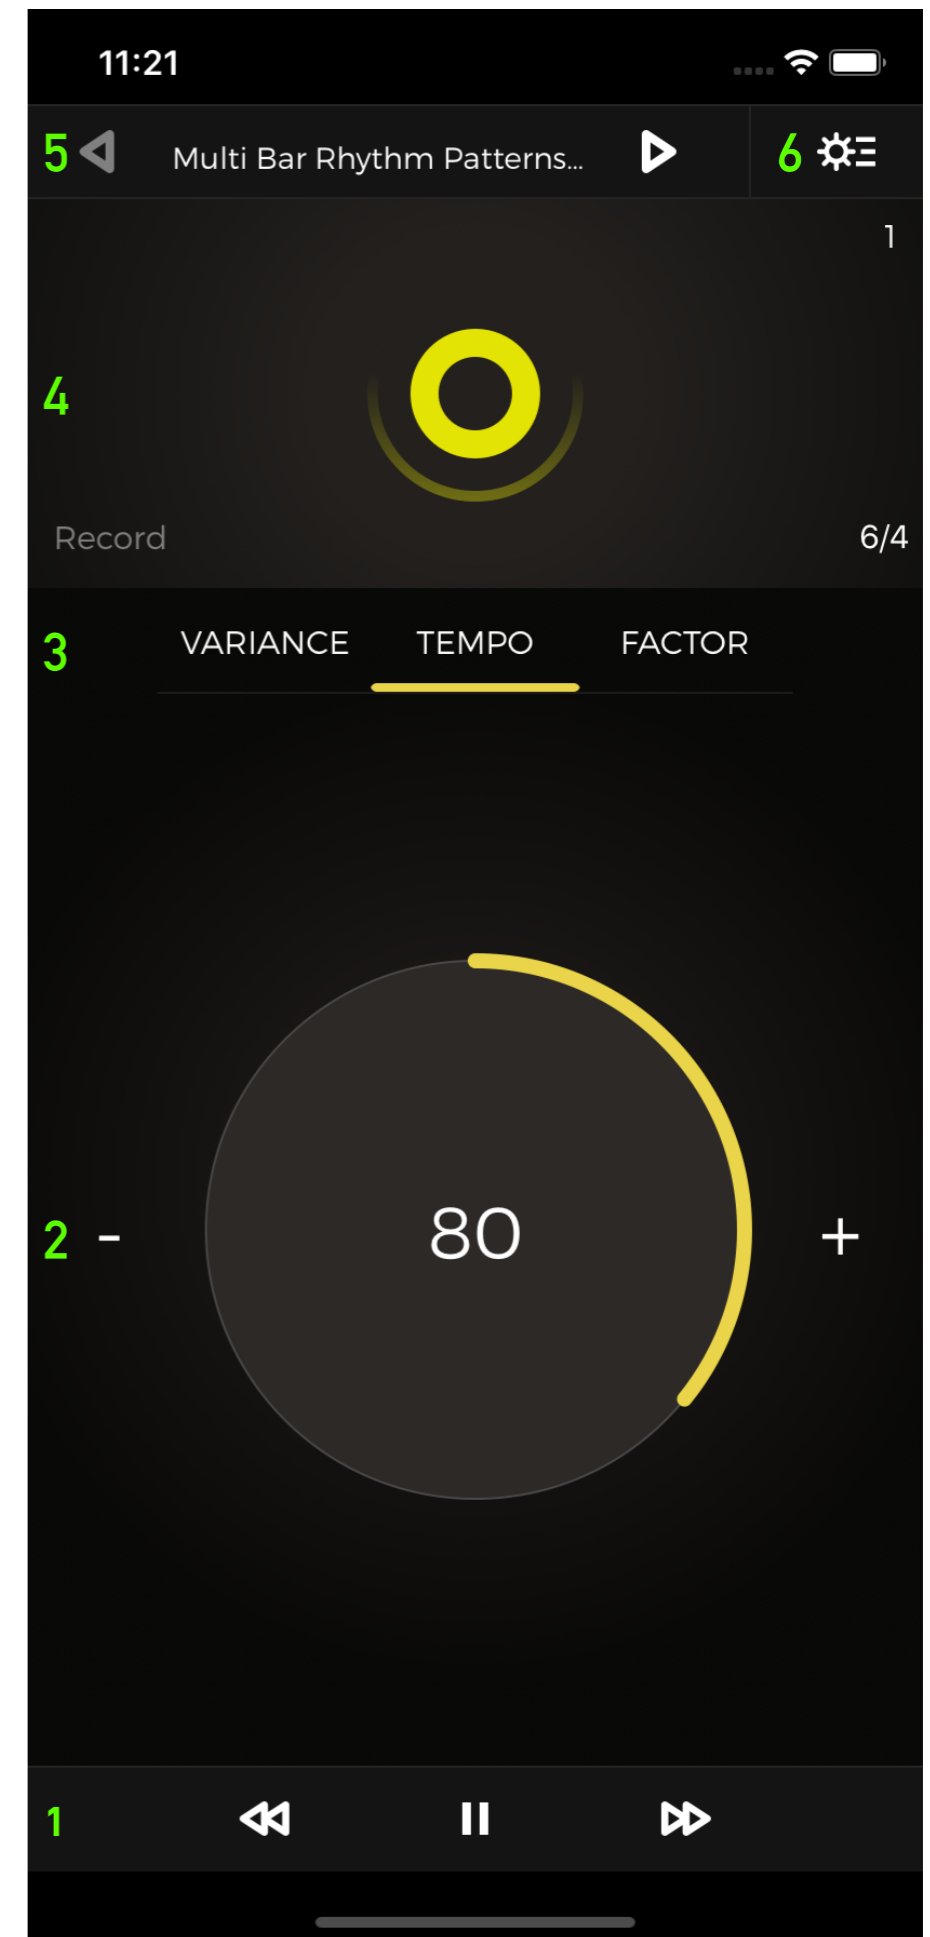 11:21
5 Multi Bar Rhythm Patterns... 6
1
4
Record 6/4
3 VARIANCE TEMPO FACTOR
2 - 80 +
1